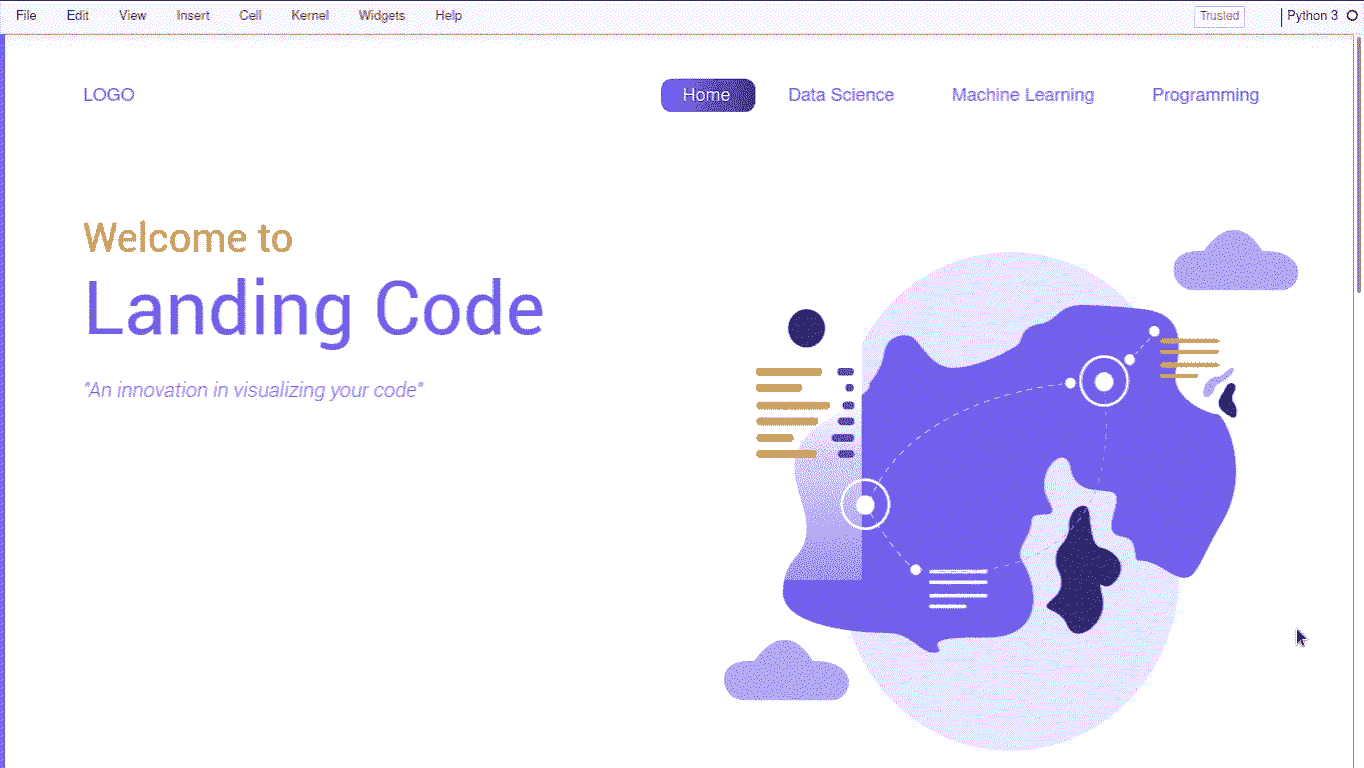 File Edit View Insert Cell Kernel Widgets Help Trusted Python 3
LOGO Home Data Science Machine Learning Programming
Welcome to
Landing Code
"An innovation in visualizing your code"